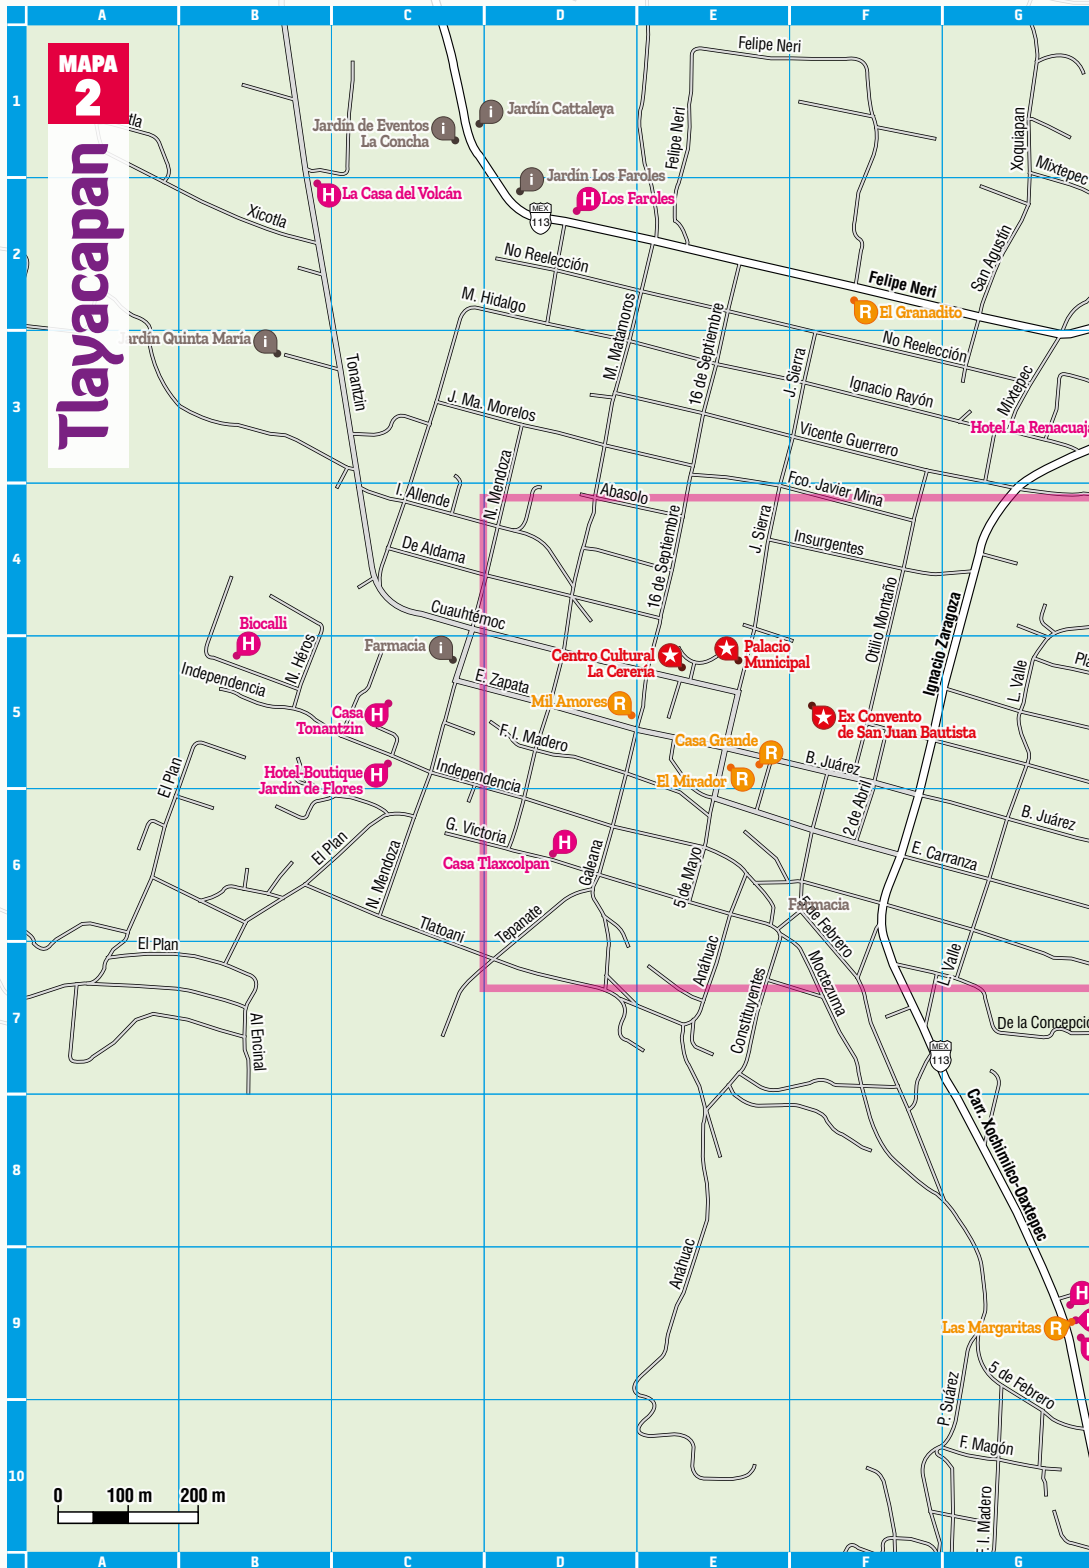 A B C D E F G
MAPA
2
Tlayacapan
1
2
3
4
5
6
7
8
9
10
Felipe Neri
Jardín Cattaleya
Jardín de Eventos
La Concha
Felipe Neri
Xoquiapan
Mixtepec
Jardín Los Faroles
La Casa del Volcán
Los Faroles
Xicotla
MEX
113
No Reelección
San Agustín
Felipe Neri
El Granadito
M. Hidalgo
M. Matamoros
16 de Septiembre
Jardín Quinta María
No Reelección
Tonantzin
J. Sierra
Ignacio Rayón
Mixtepec
J. Ma. Morelos
Vicente Guerrero
Hotel La Renacuaj
Fco. Javier Mina
I. Allende
N. Mendoza
Abasolo
16 de Septiembre
J. Sierra
Insurgentes
De Aldama
Cuauhtémoc
Otilio Montaño
Ignacio Zaragoza
Biocalli
Farmacia
N. Héros
Centro Cultural
La Cerería
Palacio
Municipal
Independencia
E. Zapata
L. Valle
Mil Amores
Casa
Tonantzin
Ex Convento
de San Juan Bautista
F. I. Madero
Casa Grande
B. Juárez
El Plan
Hotel-Boutique
Jardín de Flores
Independencia
El Mirador
2 de Abril
B. Juárez
G. Victoria
El Plan
E. Carranza
N. Mendoza
Casa Tlaxcolpan
Galeana
5 de Mayo
Farmacia
5 de Febrero
Tlatoani
Tepanate
El Plan
Anáhuac
Moctezuma
L. Valle
Constituyentes
Al Encinal
De la Concepció
MEX
113
Carr. Xochimilco-Oaxtepec
Anáhuac
Las Margaritas
5 de Febrero
P. Suárez
F. Magón
F. I. Madero
0 100 m 200 m
A B C D E F G